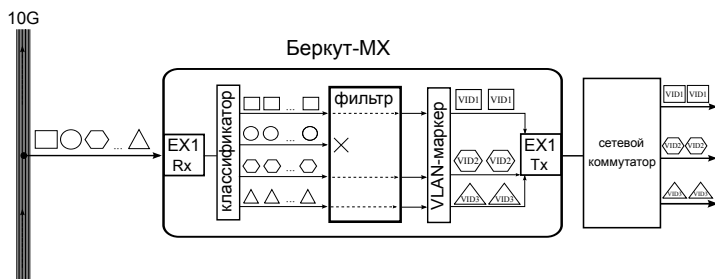 10G
Беркут-МХ
EX1
Rx
классификатор
...
...
...
...
...
фильтр
VLAN-маркер
VID1 VID1
VID2 VID2
VID3 VID3
EX1
Tx
сетевой
коммутатор
VID1 VID1
VID2 VID2
VID3 VID3